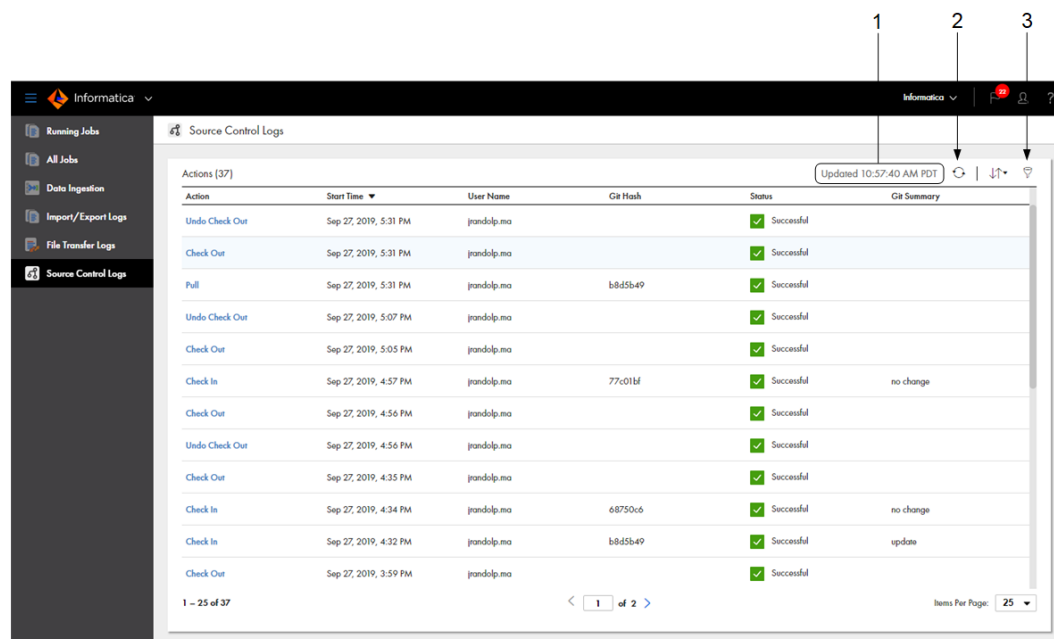 1 2 3
Informatica Informatica 22 ?
Running Jobs
All Jobs
Data Ingestion
Import/Export Logs
File Transfer Logs
Source Control Logs
Source Control Logs
Actions (37) Updated 10:57:40 AM PDT
Action Start Time User Name Git Hash Status Git Summary
Undo Check Out Sep 27, 2019, 5:31 PM jrandolp.ma Successful
Check Out Sep 27, 2019, 5:31 PM jrandolp.ma Successful
Pull Sep 27, 2019, 5:31 PM jrandolp.ma b8d5b49 Successful
Undo Check Out Sep 27, 2019, 5:07 PM jrandolp.ma Successful
Check Out Sep 27, 2019, 5:05 PM jrandolp.ma Successful
Check In Sep 27, 2019, 4:57 PM jrandolp.ma 77c01bf Successful no change
Check Out Sep 27, 2019, 4:56 PM jrandolp.ma Successful
Undo Check Out Sep 27, 2019, 4:56 PM jrandolp.ma Successful
Check Out Sep 27, 2019, 4:35 PM jrandolp.ma Successful
Check In Sep 27, 2019, 4:34 PM jrandolp.ma 68750c6 Successful no change
Check In Sep 27, 2019, 4:32 PM jrandolp.ma b8d5b49 Successful update
Check Out Sep 27, 2019, 3:59 PM jrandolp.ma Successful
1 – 25 of 37 1 of 2 Items Per Page: 25